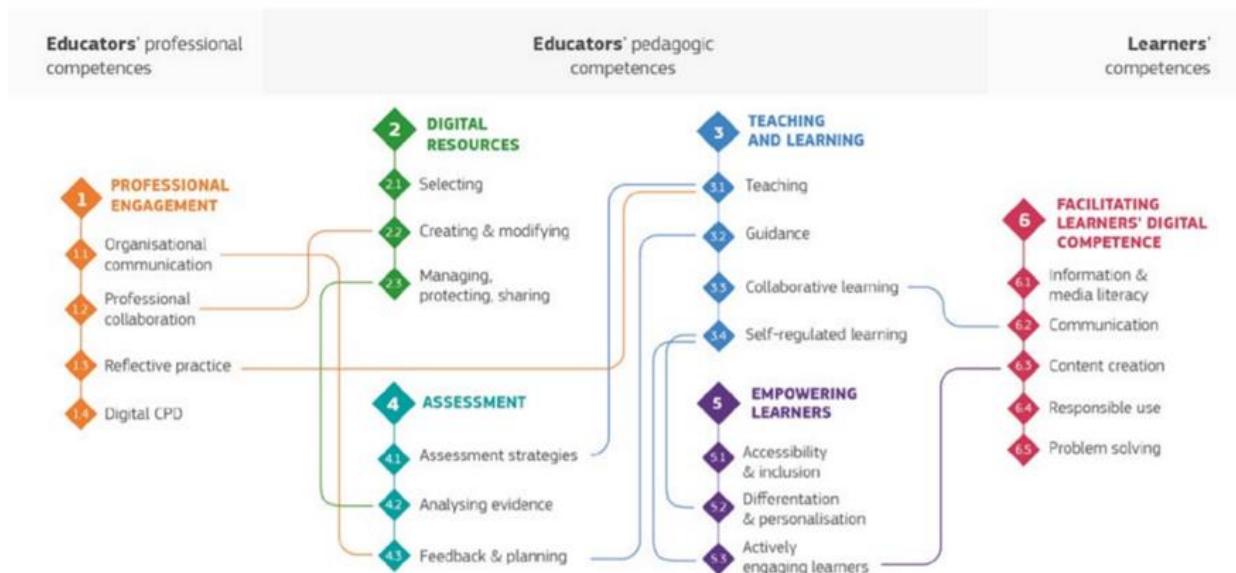 Educators' professional
competences
Educators' pedagogic
competences
Learners'
competences
1
PROFESSIONAL
ENGAGEMENT
1.1
Organisational
communication
1.2
Professional
collaboration
1.3
Reflective practice
1.4
Digital CPD
2
DIGITAL
RESOURCES
2.1
Selecting
2.2
Creating & modifying
2.3
Managing,
protecting, sharing
3
TEACHING
AND LEARNING
3.1
Teaching
3.2
Guidance
3.3
Collaborative learning
3.4
Self-regulated learning
4
ASSESSMENT
4.1
Assessment strategies
4.2
Analysing evidence
4.3
Feedback & planning
5
EMPOWERING
LEARNERS
5.1
Accessibility
& inclusion
5.2
Differentation
& personalisation
5.3
Actively
engaging learners
6
FACILITATING
LEARNERS' DIGITAL
COMPETENCE
6.1
Information &
media literacy
6.2
Communication
6.3
Content creation
6.4
Responsible use
6.5
Problem solving